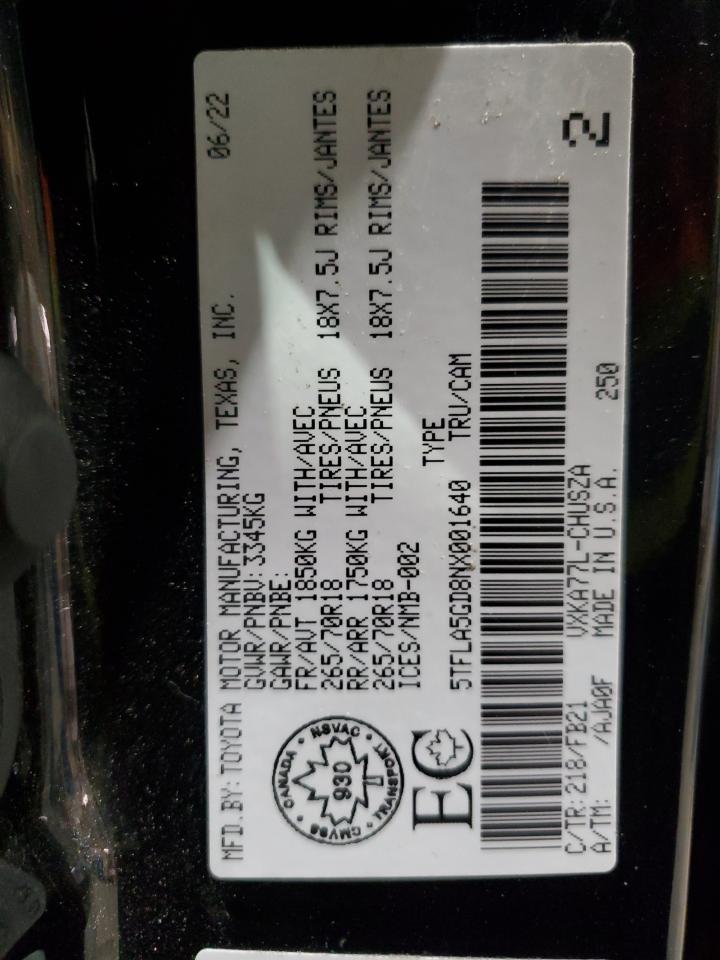 MFD.BY: TOYOTA MOTOR MANUFACTURING, TEXAS, INC. 06/22
GVWR/PNBV: 3345KG
GAWR/PNBE:
FR/AVT 1850KG WITH/AVEC
265/70R18 TIRES/PNEUS 18X7.5J RIMS/JANTES
RR/ARR 1750KG WITH/AVEC
265/70R18 TIRES/PNEUS 18X7.5J RIMS/JANTES
ICES/NMB-002
TYPE
5TFLA5GD8NX001640 TRU/CAM
CANADA · NSVAC · TRANSPORT · CMVSS
930
EC
2
C/TR: 218/FB21 VXKA77L-CHUSZA 250
A/TM: /AJA0F MADE IN U.S.A.